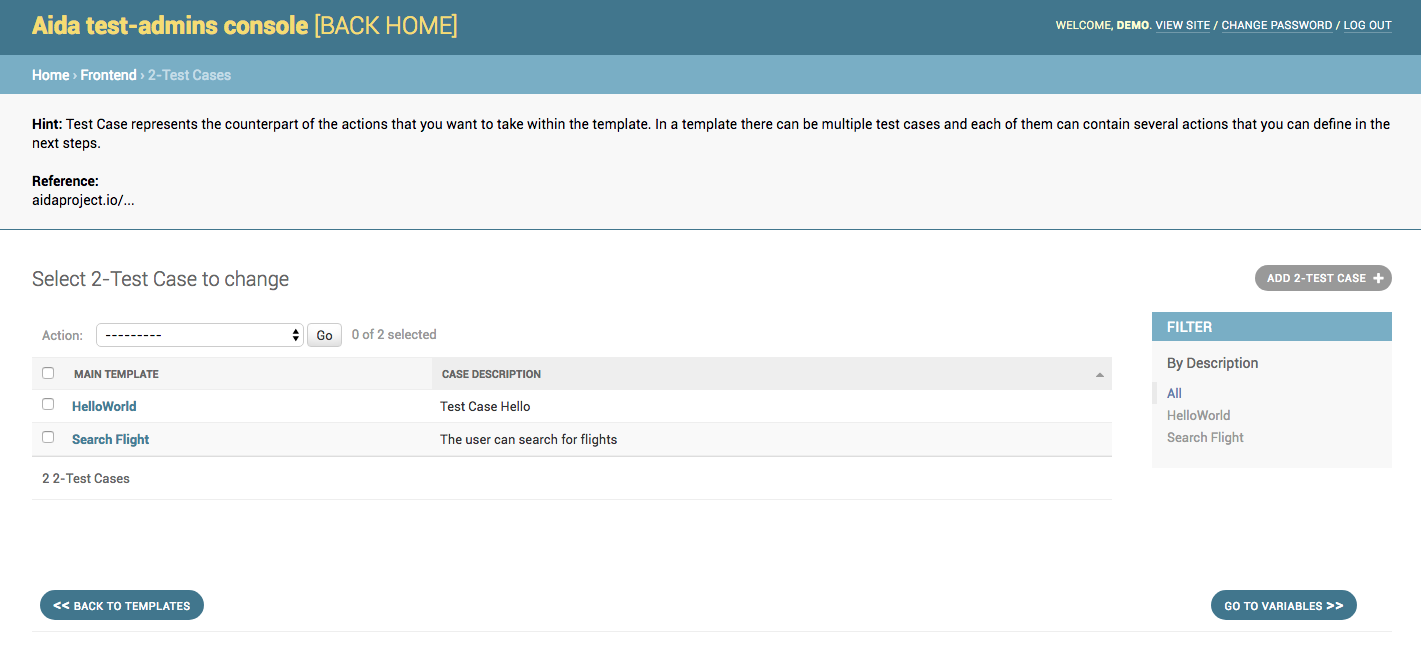 Aida test-admins console [BACK HOME]
WELCOME, DEMO. VIEW SITE / CHANGE PASSWORD / LOG OUT
Home › Frontend › 2-Test Cases
Hint: Test Case represents the counterpart of the actions that you want to take within the template. In a template there can be multiple test cases and each of them can contain several actions that you can define in the
next steps.
Reference:
aidaproject.io/...
Select 2-Test Case to change
ADD 2-TEST CASE +
Action: --------- Go 0 of 2 selected
MAIN TEMPLATE CASE DESCRIPTION
HelloWorld Test Case Hello
Search Flight The user can search for flights
2 2-Test Cases
FILTER
By Description
All
HelloWorld
Search Flight
<< BACK TO TEMPLATES
GO TO VARIABLES >>